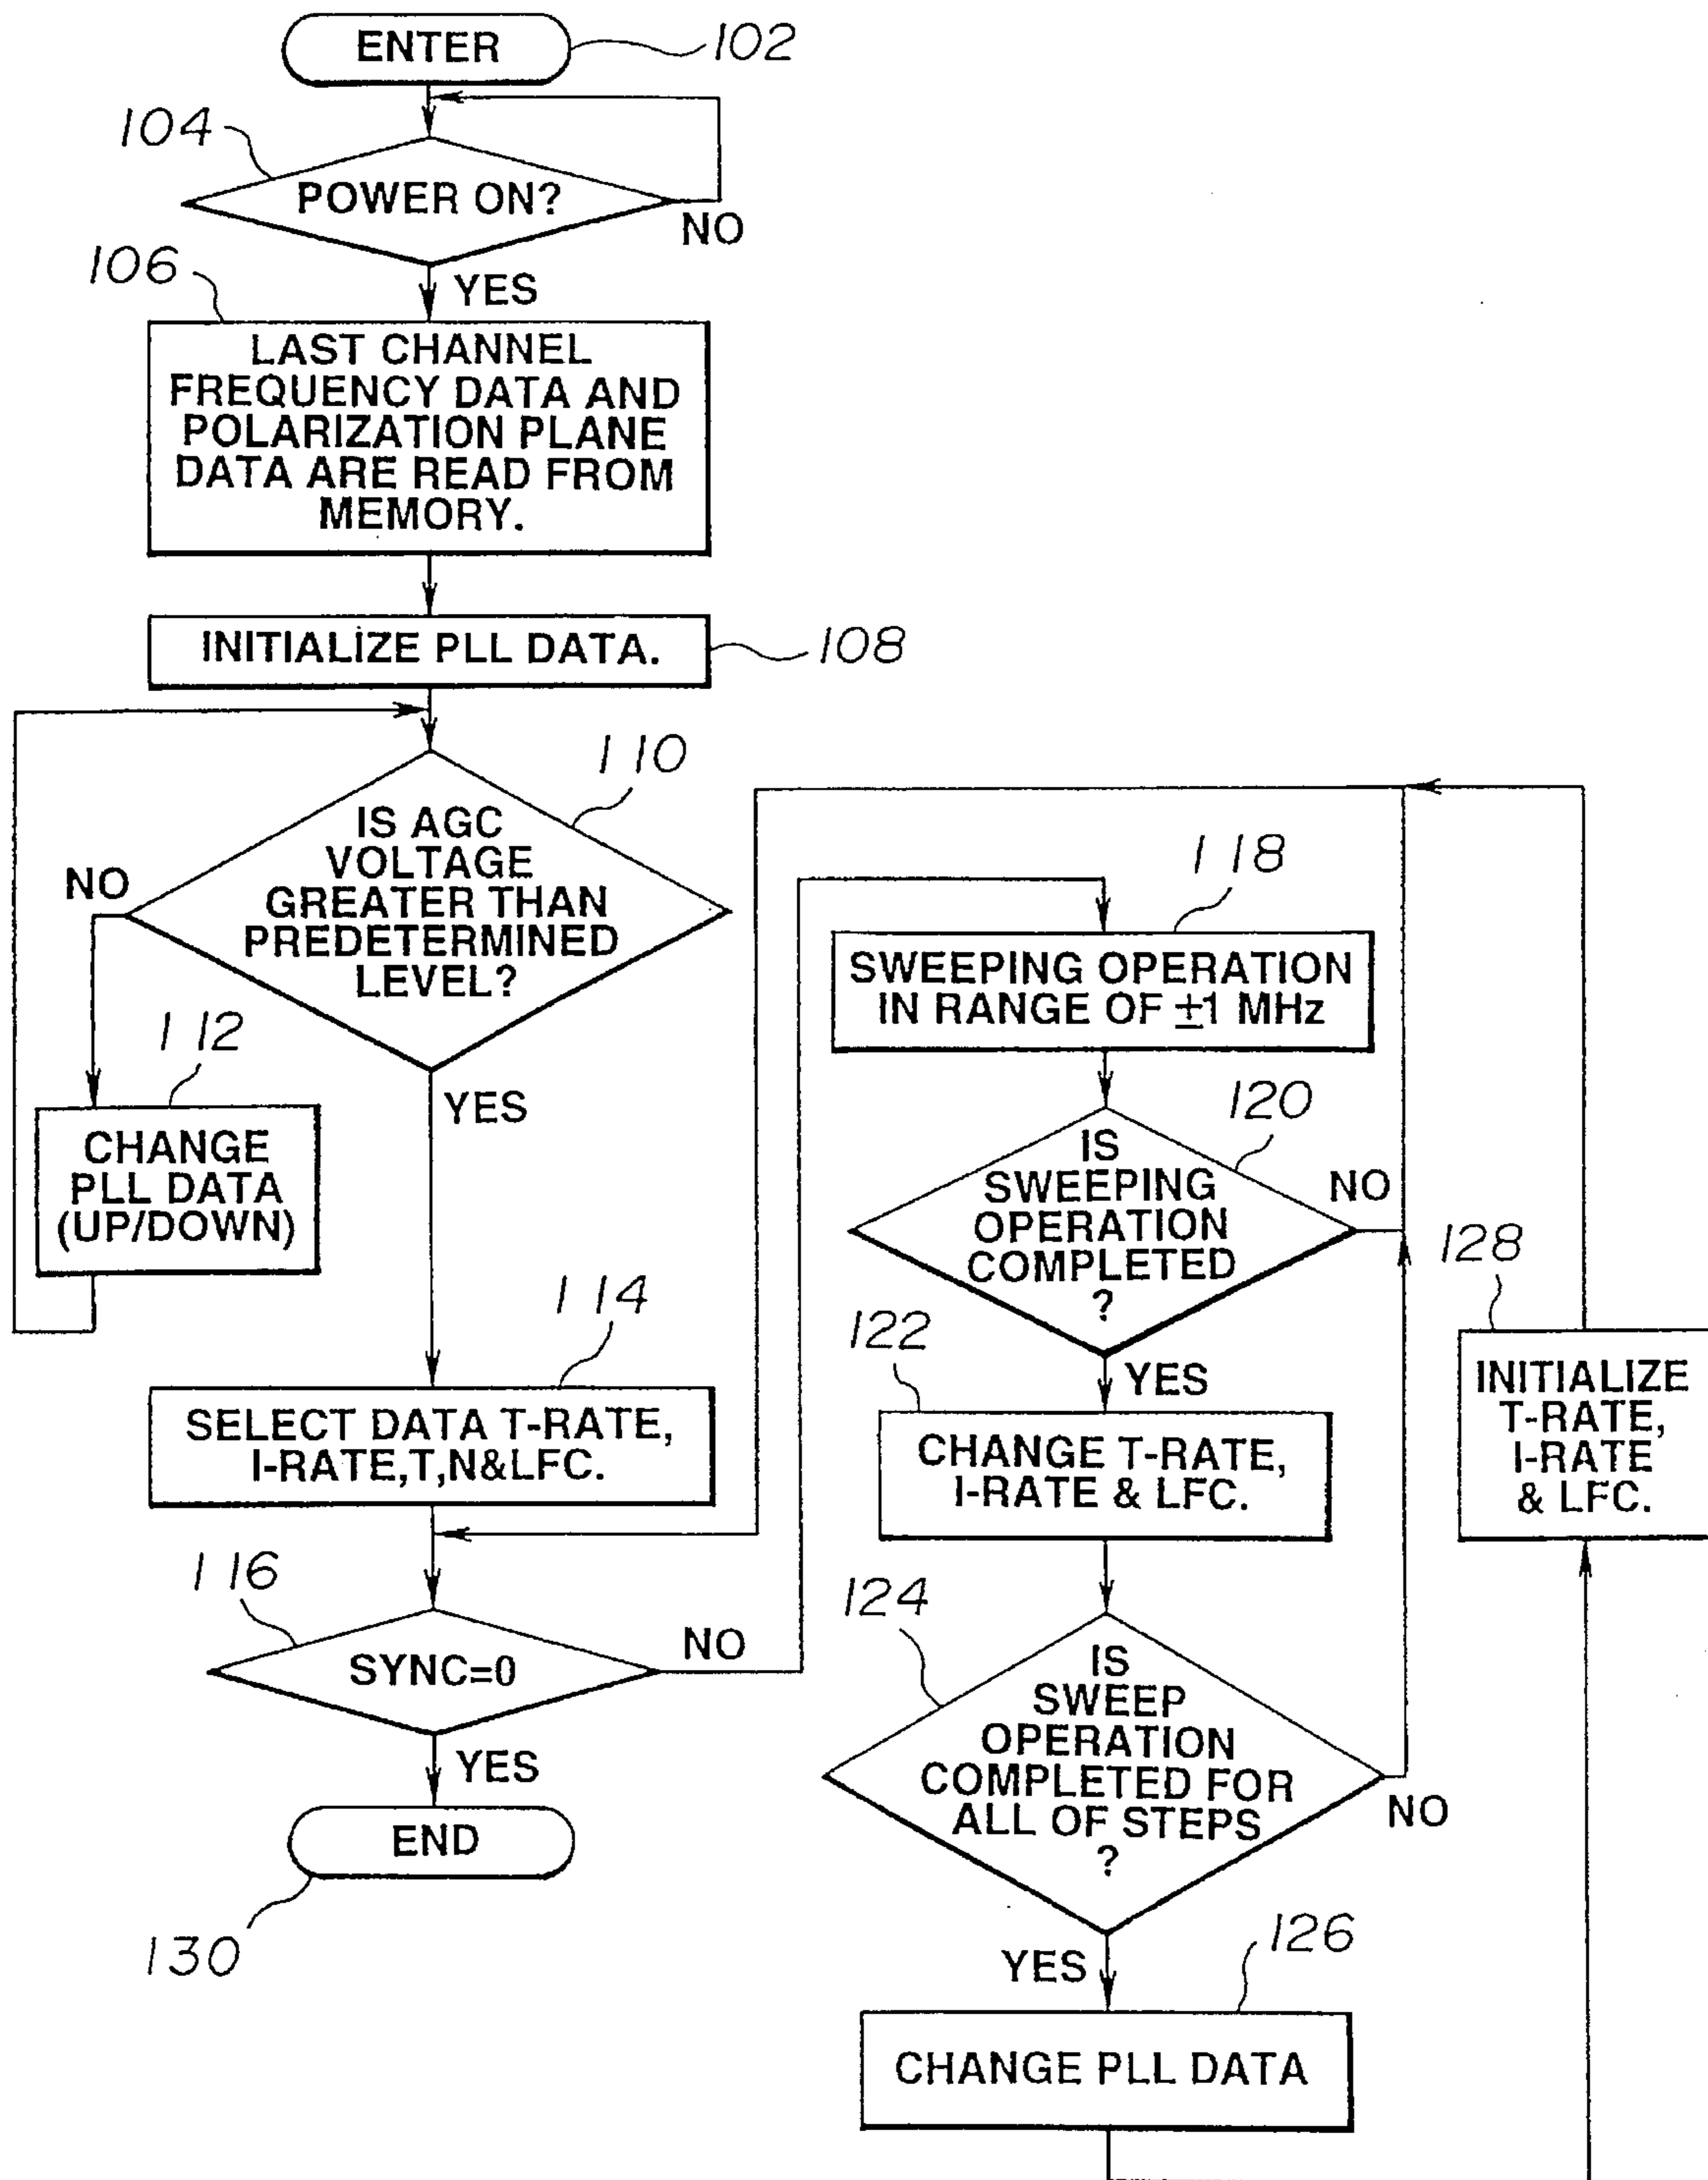 ENTER
102
104
POWER ON?
NO
106
YES
LAST CHANNEL
FREQUENCY DATA AND
POLARIZATION PLANE
DATA ARE READ FROM
MEMORY.
INITIALIZE PLL DATA.
108
110
IS AGC
VOLTAGE
GREATER THAN
PREDETERMINED
LEVEL?
NO
112
YES
CHANGE
PLL DATA
(UP/DOWN)
114
SELECT DATA T-RATE,
I-RATE,T,N&LFC.
116
SYNC=0
NO
YES
END
130
118
SWEEPING OPERATION
IN RANGE OF ±1 MHz
120
IS
SWEEPING
OPERATION
COMPLETED
?
NO
122
YES
CHANGE T-RATE,
I-RATE & LFC.
124
IS
SWEEP
OPERATION
COMPLETED FOR
ALL OF STEPS
?
NO
YES
126
CHANGE PLL DATA
128
INITIALIZE
T-RATE,
I-RATE
& LFC.